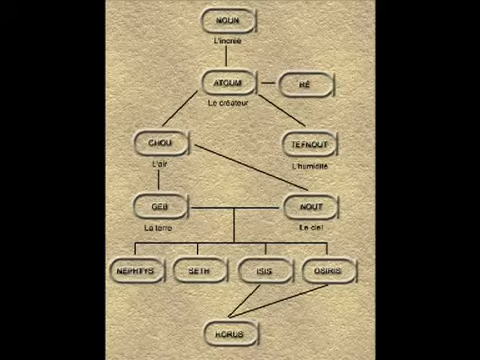 NOUN
L'incréé
ATOUM
RÉ
Le créateur
CHOU
TEFNOUT
L'air
L'humidité
GEB
NOUT
La terre
Le ciel
NEPHTYS
SETH
ISIS
OSIRIS
HORUS